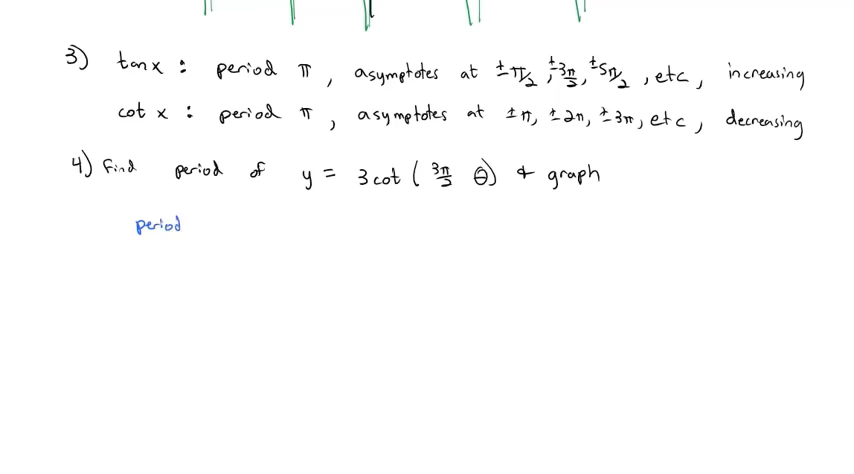 3) tan x : period π , asymptotes at ±π/2 , ±3π/2 , ±5π/2 , etc , increasing
cot x : period π , asymptotes at ±π, ±2π, ±3π, etc , decreasing
4) Find period of y = 3 cot ( 3π/2 θ ) & graph
period